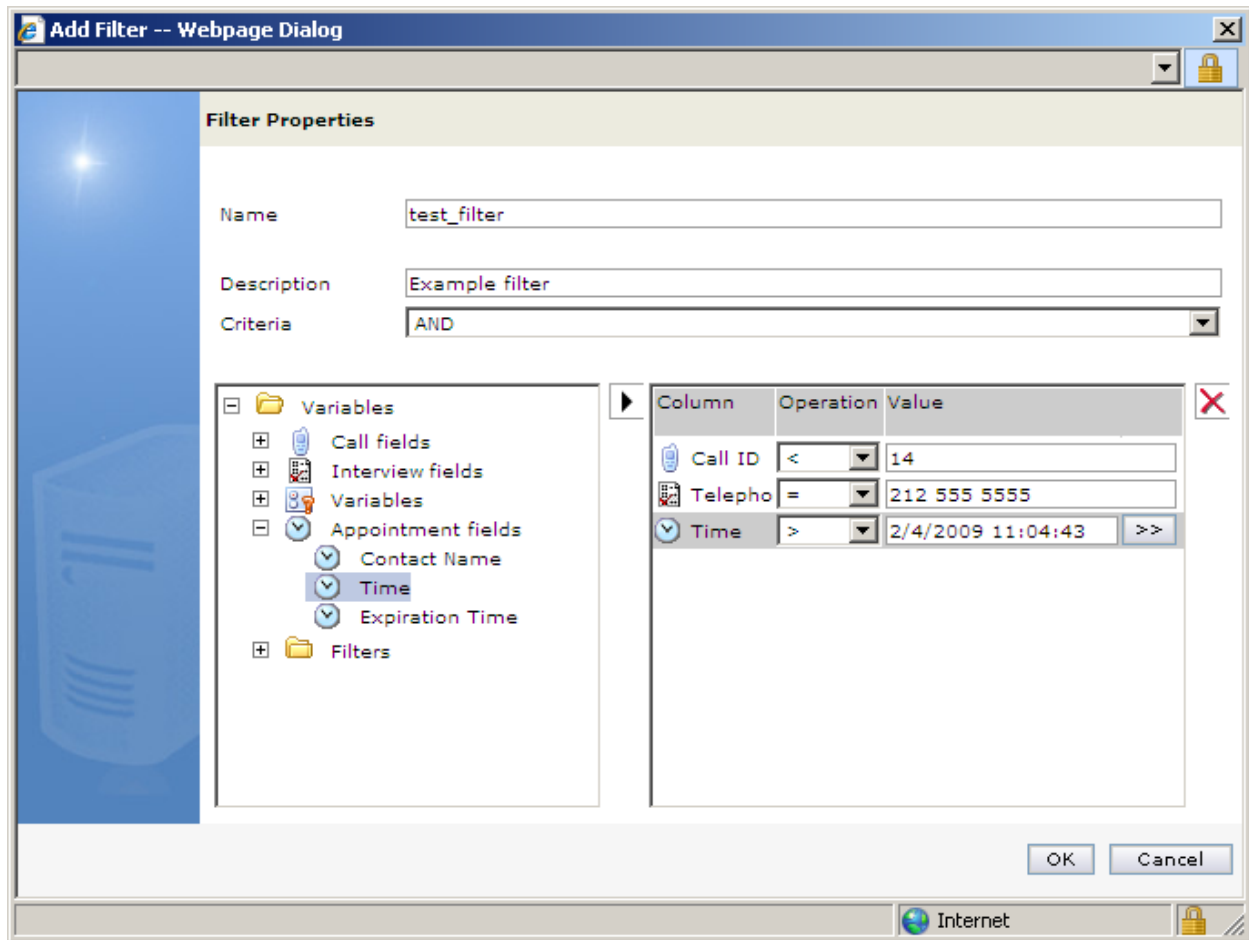 Add Filter -- Webpage Dialog
Filter Properties
Name test_filter
Description Example filter
Criteria AND
Variables
Call fields
Interview fields
Variables
Appointment fields
Contact Name
Time
Expiration Time
Filters
Column Operation Value
Call ID < 14
Telepho = 212 555 5555
Time > 2/4/2009 11:04:43 >>
OK Cancel
Internet